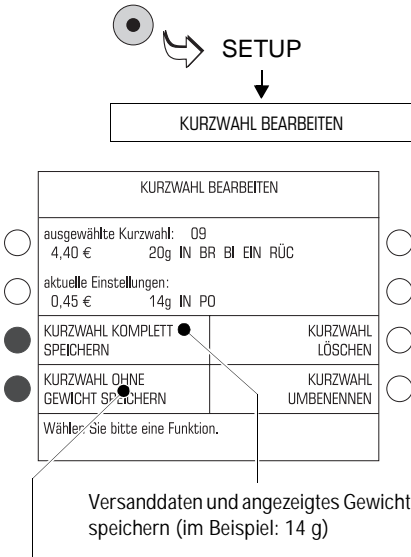 SETUP
KURZWAHL BEARBEITEN
KURZWAHL BEARBEITEN
ausgewählte Kurzwahl: 09
4,40 € 20g IN BR BI EIN RÜC
aktuelle Einstellungen:
0,45 € 14g IN PO
KURZWAHL KOMPLETT
SPEICHERN
KURZWAHL
LÖSCHEN
KURZWAHL OHNE
GEWICHT SPEICHERN
KURZWAHL
UMBENENNEN
Wählen Sie bitte eine Funktion.
Versanddaten und angezeigtes Gewicht
speichern (im Beispiel: 14 g)